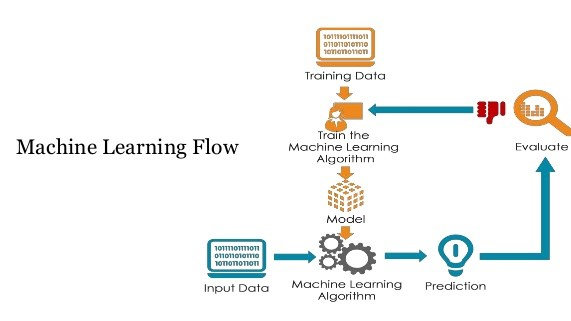 Training Data
Train the
Machine Learning
Algorithm
Evaluate
Machine Learning Flow
Model
Input Data
Machine Learning
Algorithm
Prediction